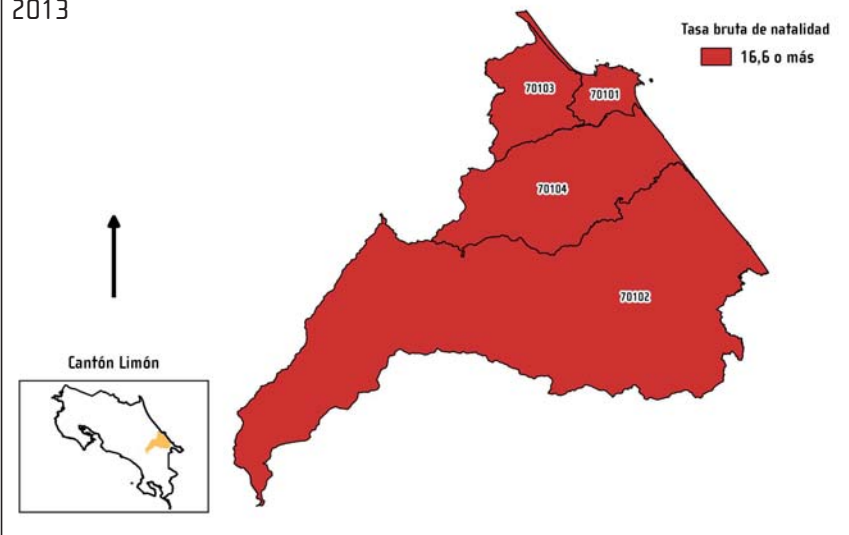 2013
Tasa bruta de natalidad
16,6 o más
70103
70101
70104
70102
Cantón Limón